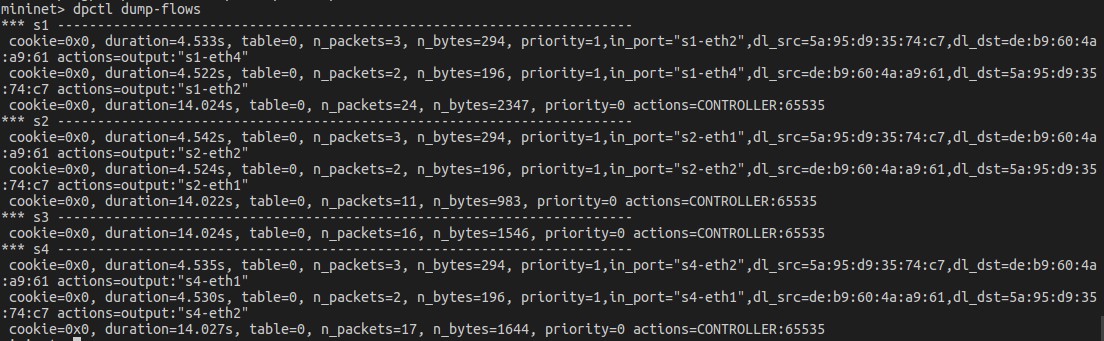 mininet> dpctl dump-flows
*** s1 ------------------------------------------------------------------------
 cookie=0x0, duration=4.533s, table=0, n_packets=3, n_bytes=294, priority=1,in_port="s1-eth2",dl_src=5a:95:d9:35:74:c7,dl_dst=de:b9:60:4a
:a9:61 actions=output:"s1-eth4"
 cookie=0x0, duration=4.522s, table=0, n_packets=2, n_bytes=196, priority=1,in_port="s1-eth4",dl_src=de:b9:60:4a:a9:61,dl_dst=5a:95:d9:35
:74:c7 actions=output:"s1-eth2"
 cookie=0x0, duration=14.024s, table=0, n_packets=24, n_bytes=2347, priority=0 actions=CONTROLLER:65535
*** s2 ------------------------------------------------------------------------
 cookie=0x0, duration=4.542s, table=0, n_packets=3, n_bytes=294, priority=1,in_port="s2-eth1",dl_src=5a:95:d9:35:74:c7,dl_dst=de:b9:60:4a
:a9:61 actions=output:"s2-eth2"
 cookie=0x0, duration=4.524s, table=0, n_packets=2, n_bytes=196, priority=1,in_port="s2-eth2",dl_src=de:b9:60:4a:a9:61,dl_dst=5a:95:d9:35
:74:c7 actions=output:"s2-eth1"
 cookie=0x0, duration=14.022s, table=0, n_packets=11, n_bytes=983, priority=0 actions=CONTROLLER:65535
*** s3 ------------------------------------------------------------------------
 cookie=0x0, duration=14.024s, table=0, n_packets=16, n_bytes=1546, priority=0 actions=CONTROLLER:65535
*** s4 ------------------------------------------------------------------------
 cookie=0x0, duration=4.535s, table=0, n_packets=3, n_bytes=294, priority=1,in_port="s4-eth2",dl_src=5a:95:d9:35:74:c7,dl_dst=de:b9:60:4a
:a9:61 actions=output:"s4-eth1"
 cookie=0x0, duration=4.530s, table=0, n_packets=2, n_bytes=196, priority=1,in_port="s4-eth1",dl_src=de:b9:60:4a:a9:61,dl_dst=5a:95:d9:35
:74:c7 actions=output:"s4-eth2"
 cookie=0x0, duration=14.027s, table=0, n_packets=17, n_bytes=1644, priority=0 actions=CONTROLLER:65535